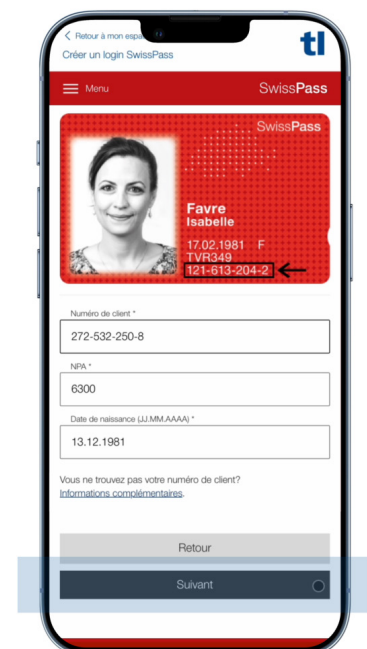 Retour à mon espa
tl
Créer un login SwissPass
Menu
SwissPass
SwissPass
Favre
Isabelle
17.02.1981 F
TVR349
121-613-204-2
Numéro de client *
272-532-250-8
NPA *
6300
Date de naissance (JJ.MM.AAAA) *
13.12.1981
Vous ne trouvez pas votre numéro de client?
Informations complémentaires.
Retour
Suivant